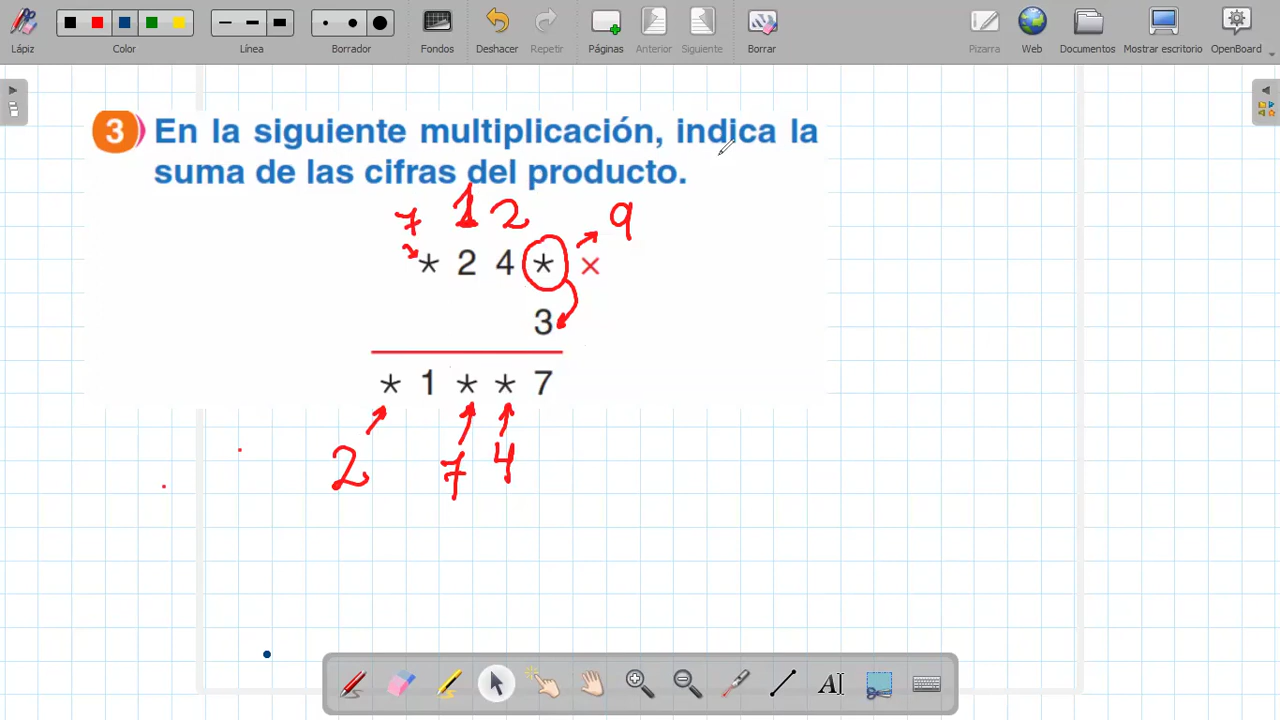 Lápiz Color Línea Borrador Fondos Deshacer Repetir Páginas Anterior Siguiente Borrar Pizarra Web Documentos Mostrar escritorio OpenBoard
3 En la siguiente multiplicación, indica la
suma de las cifras del producto.
7 1 2 9
* 2 4 * ×
3
* 1 * * 7
2 7 4